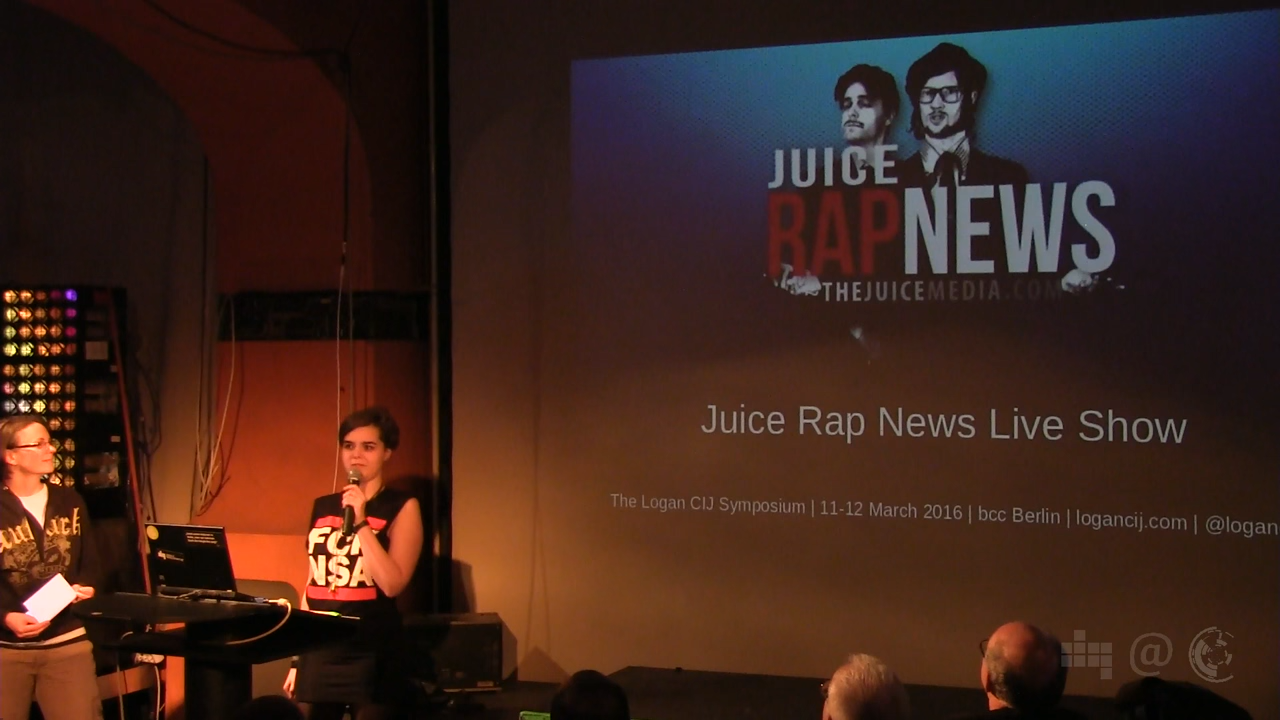 JUICE
RAPNEWS
THEJUICEMEDIA.COM
Juice Rap News Live Show
The Logan CIJ Symposium | 11-12 March 2016 | bcc Berlin | logancij.com | @logan
NSA
@